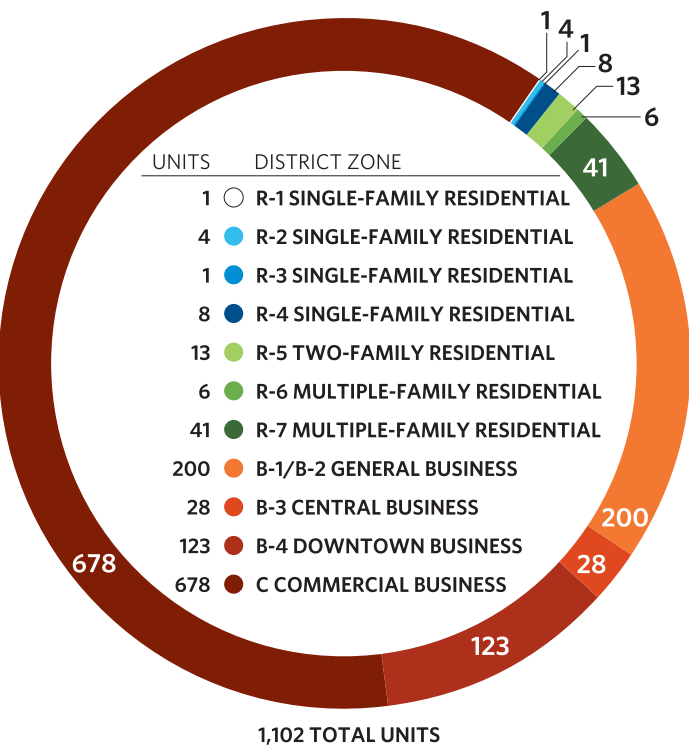 1
4
1
8
13
6
41
UNITS DISTRICT ZONE
1 R-1 SINGLE-FAMILY RESIDENTIAL
4 R-2 SINGLE-FAMILY RESIDENTIAL
1 R-3 SINGLE-FAMILY RESIDENTIAL
8 R-4 SINGLE-FAMILY RESIDENTIAL
13 R-5 TWO-FAMILY RESIDENTIAL
6 R-6 MULTIPLE-FAMILY RESIDENTIAL
41 R-7 MULTIPLE-FAMILY RESIDENTIAL
200 B-1/B-2 GENERAL BUSINESS
28 B-3 CENTRAL BUSINESS
123 B-4 DOWNTOWN BUSINESS
678 C COMMERCIAL BUSINESS
200
28
678
123
1,102 TOTAL UNITS